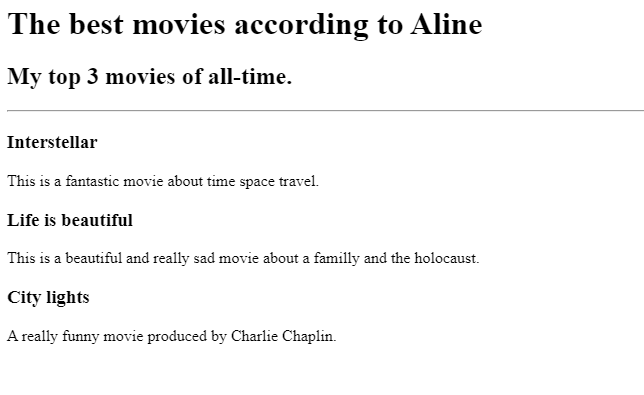 The best movies according to Aline
My top 3 movies of all-time.
Interstellar
This is a fantastic movie about time space travel.
Life is beautiful
This is a beautiful and really sad movie about a familly and the holocaust.
City lights
A really funny movie produced by Charlie Chaplin.